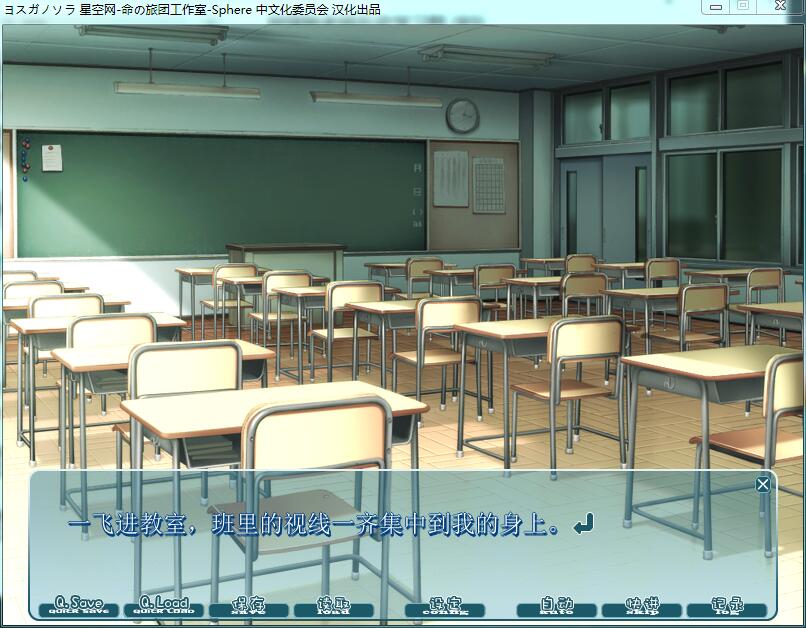 ヨスガノソラ 星空网-命の旅团工作室-Sphere 中文化委员会 汉化出品
一飞进教室，班里的视线一齐集中到我的身上。
Q.Save Q.Load 保存 读取 设定 自动 快进 记录
quick save quick load save load config auto skip log